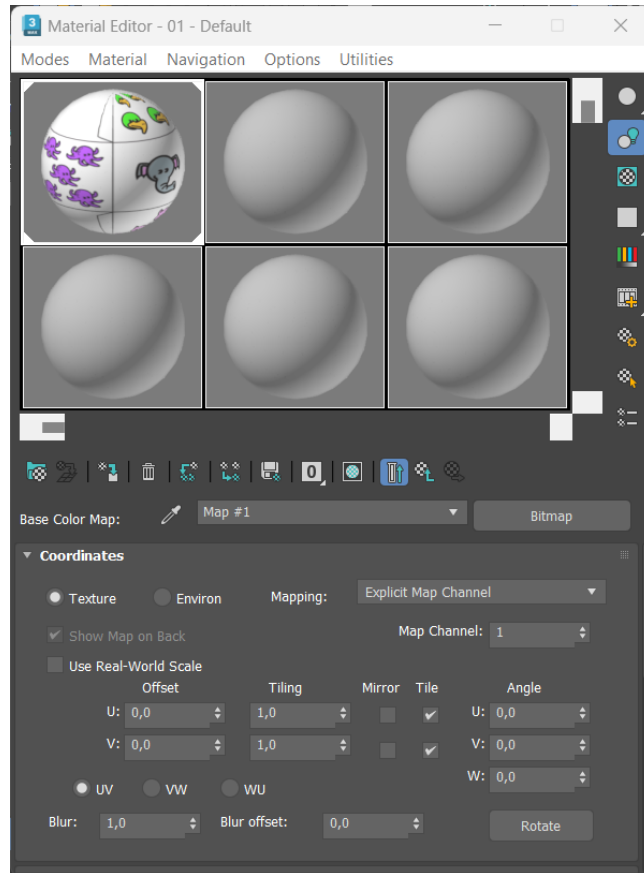 3
MAX
Material Editor - 01 - Default
Modes Material Navigation Options Utilities
0
Base Color Map: Map #1 Bitmap
Coordinates
Texture Environ Mapping: Explicit Map Channel
Show Map on Back Map Channel: 1
Use Real-World Scale
Offset Tiling Mirror Tile Angle
U: 0,0 1,0 U: 0,0
V: 0,0 1,0 V: 0,0
W: 0,0
UV VW WU
Blur: 1,0 Blur offset: 0,0 Rotate